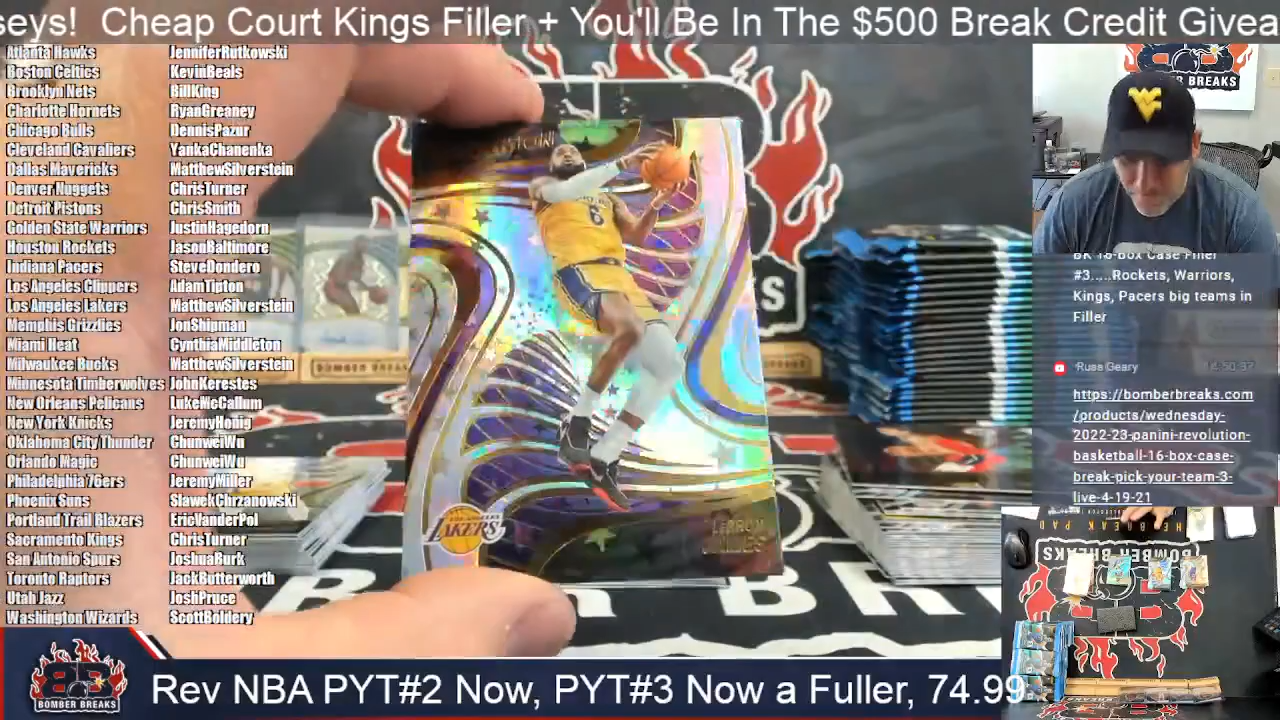 seys!  Cheap Court Kings Filler + You'll Be In The $500 Break Credit Givea
Atlanta Hawks JenniferRutkowski
Boston Celtics KevinBeals
Brooklyn Nets BillKing
Charlotte Hornets RyanGreaney
Chicago Bulls DennisPazur
Cleveland Cavaliers YankaChanenka
Dallas Mavericks MatthewSilverstein
Denver Nuggets ChrisTurner
Detroit Pistons ChrisSmith
Golden State Warriors JustinHagedorn
Houston Rockets JasonBaltimore
Indiana Pacers SteveDondero
Los Angeles Clippers AdamTipton
Los Angeles Lakers MatthewSilverstein
Memphis Grizzlies JonShipman
Miami Heat CynthiaMiddleton
Milwaukee Bucks MatthewSilverstein
Minnesota Timberwolves JohnKerestes
New Orleans Pelicans LukeMcCallum
New York Knicks JeremyHonig
Oklahoma City Thunder ChunweiWu
Orlando Magic ChunweiWu
Philadelphia 76ers JeremyMiller
Phoenix Suns SlawekChrzanowski
Portland Trail Blazers EricVanderPol
Sacramento Kings ChrisTurner
San Antonio Spurs JoshuaBurk
Toronto Raptors JackButterworth
Utah Jazz JoshPruce
Washington Wizards ScottBoldery
6
LAKERS
LEBRON
JAMES
BK 16-Box Case Filler
#3.....Rockets, Warriors,
Kings, Pacers big teams in
Filler
Russ Geary
https://bomberbreaks.com
/products/wednesday-
2022-23-panini-revolution-
basketball-16-box-case-
break-pick-your-team-3-
live-4-19-21
BOMBER BREAKS
BOMBER BREAKS
Rev NBA PYT#2 Now, PYT#3 Now a Fuller, 74.99